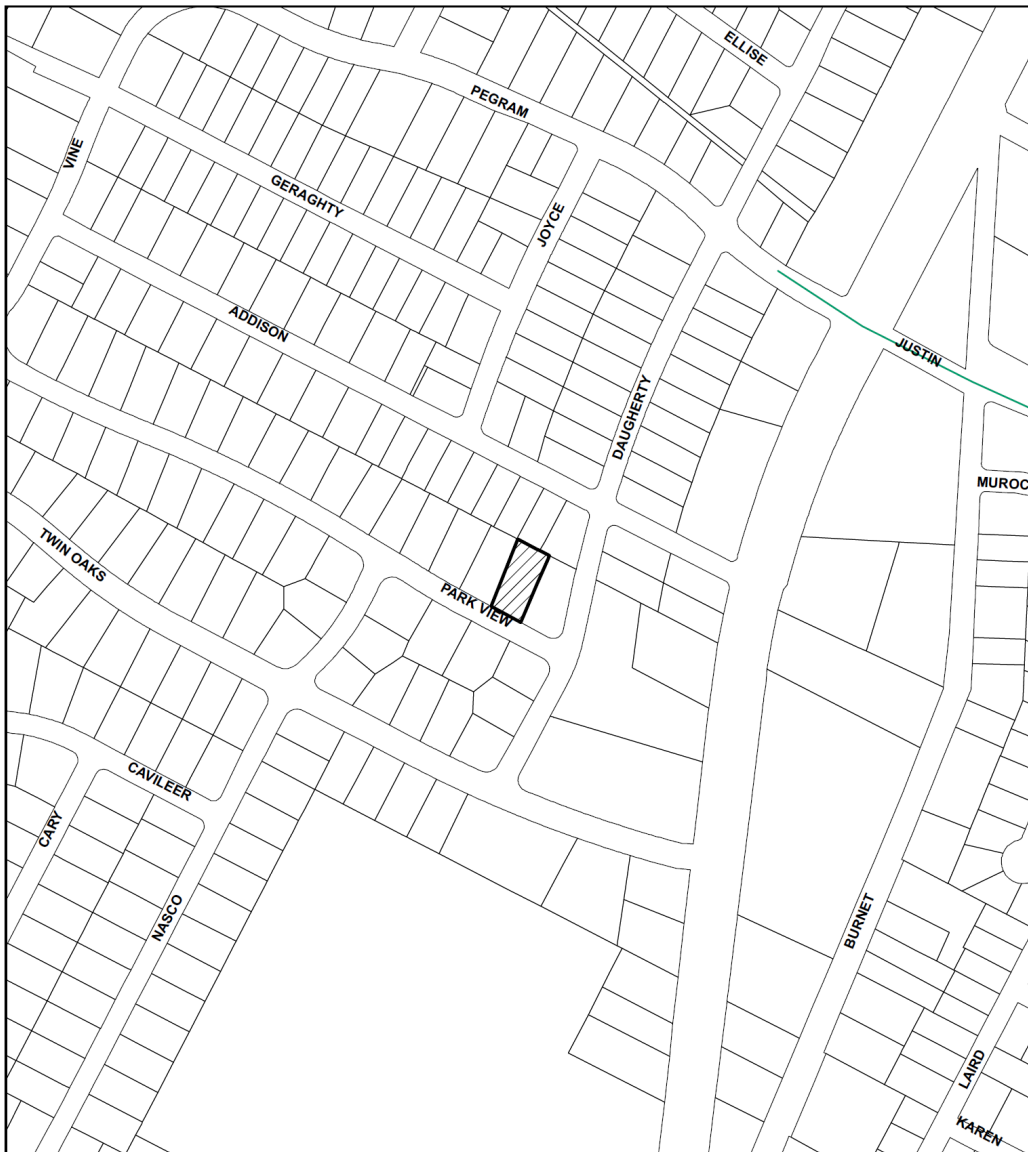 ELLISE
PEGRAM
VINE
GERAGHTY
JOYCE
ADDISON
JUSTIN
DAUGHERTY
MUROC
TWIN OAKS
PARK VIEW
CAVILEER
CARY
NASCO
BURNET
LAIRD
KAREN